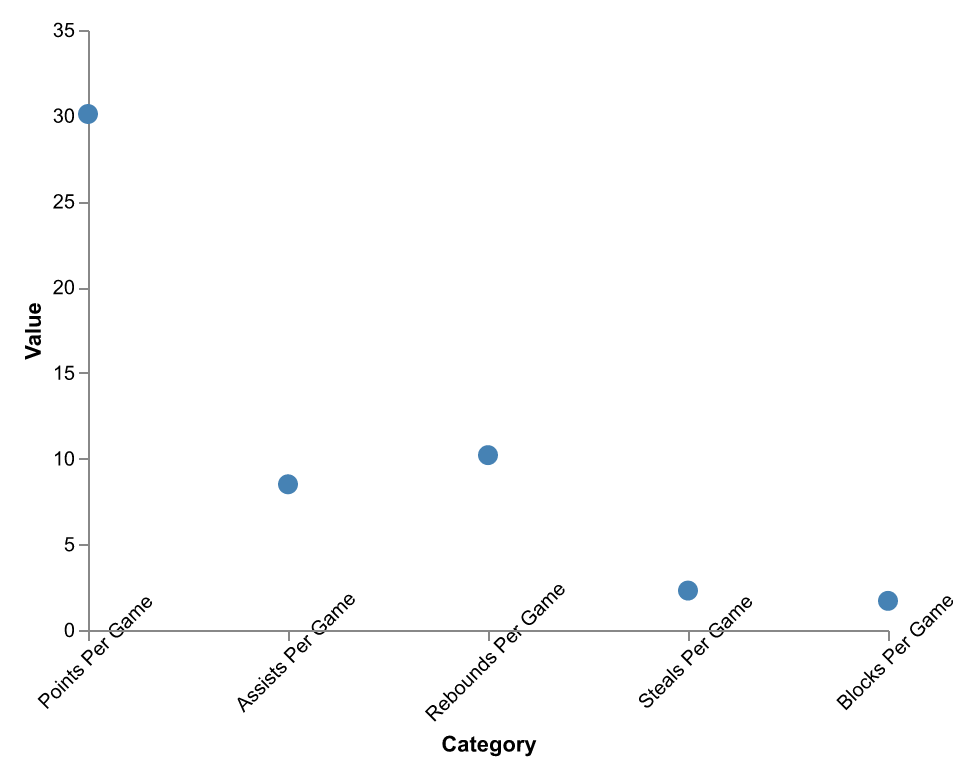 35
30
25
20
15
10
5
0
Value
Points Per Game
Assists Per Game
Rebounds Per Game
Steals Per Game
Blocks Per Game
Category